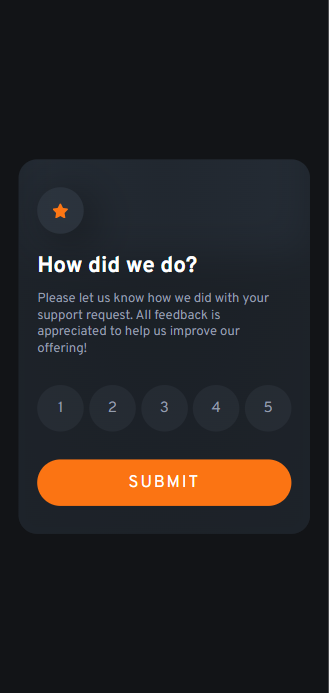 How did we do?
Please let us know how we did with your
support request. All feedback is
appreciated to help us improve our
offering!
1 2 3 4 5
SUBMIT